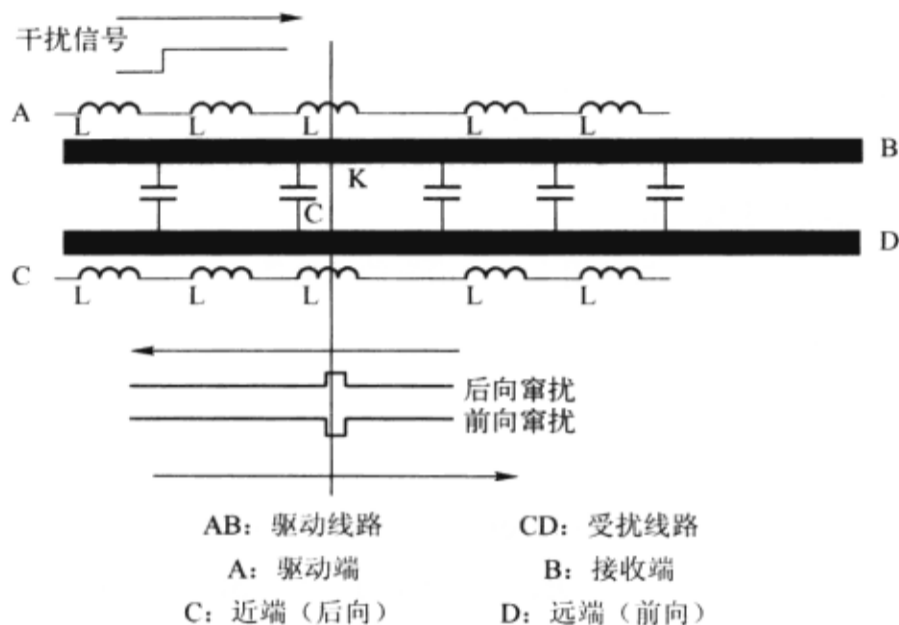 干扰信号
A
L L L L L
B
K
C
D
C
L L L L L
后向窜扰
前向窜扰
AB：驱动线路 CD：受扰线路
A：驱动端 B：接收端
C：近端（后向） D：远端（前向）